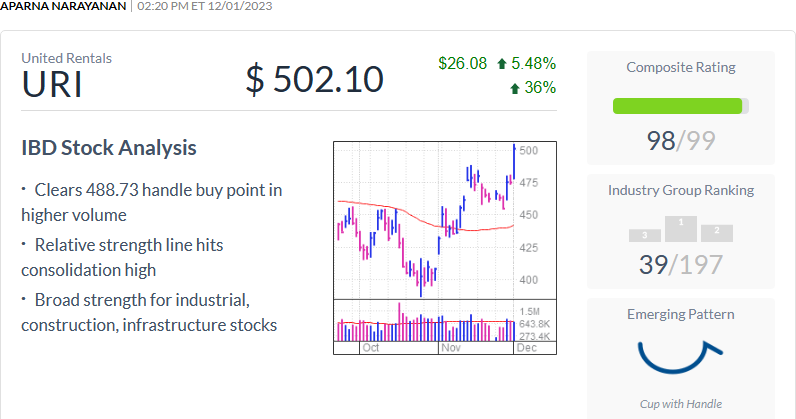 APARNA NARAYANAN | 02:20 PM ET 12/01/2023
United Rentals
URI
$ 502.10
$26.08 5.48%
36%
IBD Stock Analysis
• Clears 488.73 handle buy point in
higher volume
• Relative strength line hits
consolidation high
• Broad strength for industrial,
construction, infrastructure stocks
500
475
450
425
400
1.5M
643.8K
273.4K
Oct Nov Dec
Composite Rating
98/99
Industry Group Ranking
3 1 2
39/197
Emerging Pattern
Cup with Handle